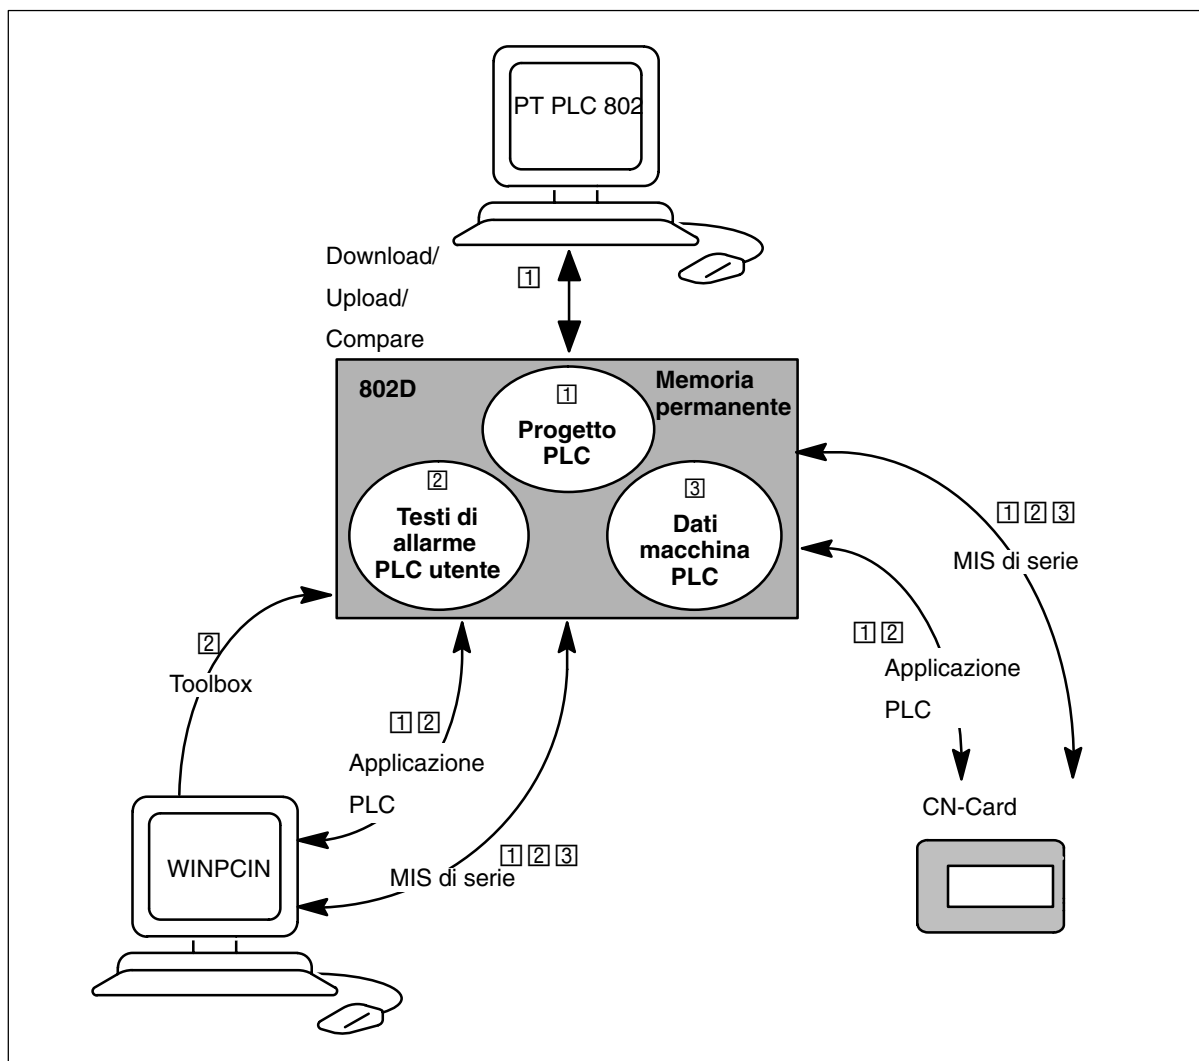 PT PLC 802
Download/
Upload/
Compare
1
802D
Memoria
permanente
1
Progetto
PLC
2
Testi di
allarme
PLC utente
3
Dati
macchina
PLC
1 2 3
MIS di serie
1 2
Applicazione
PLC
CN-Card
2
Toolbox
1 2
Applicazione
PLC
1 2 3
MIS di serie
WINPCIN